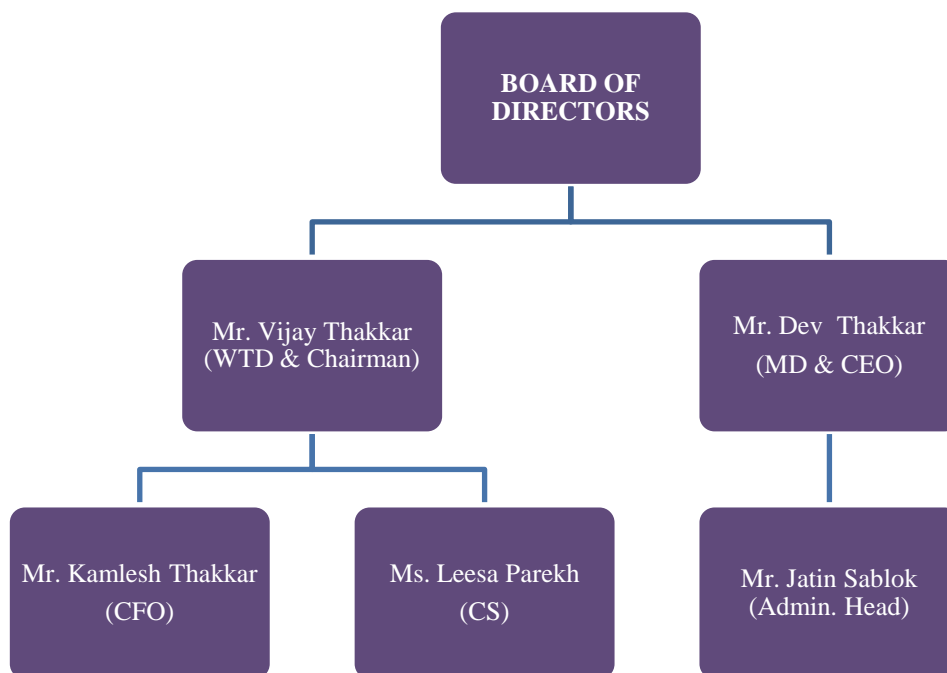 BOARD OF
DIRECTORS
Mr. Vijay Thakkar
(WTD & Chairman)
Mr. Dev Thakkar
(MD & CEO)
Mr. Kamlesh Thakkar
(CFO)
Ms. Leesa Parekh
(CS)
Mr. Jatin Sablok
(Admin. Head)